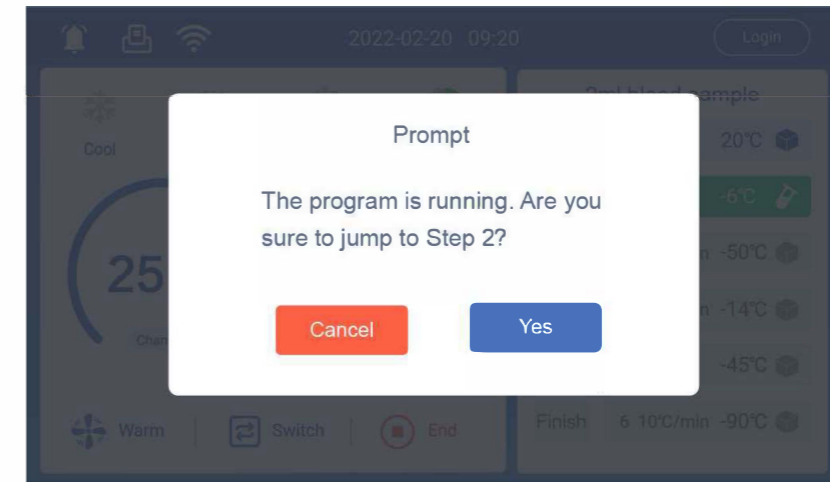 2022-02-20 09:20
Login
Cool
Prompt
The program is running. Are you
sure to jump to Step 2?
Cancel
Yes
25
20℃
-6℃
-50℃
-14℃
-45℃
Warm
Switch
End
Finish
6 10℃/min -90℃